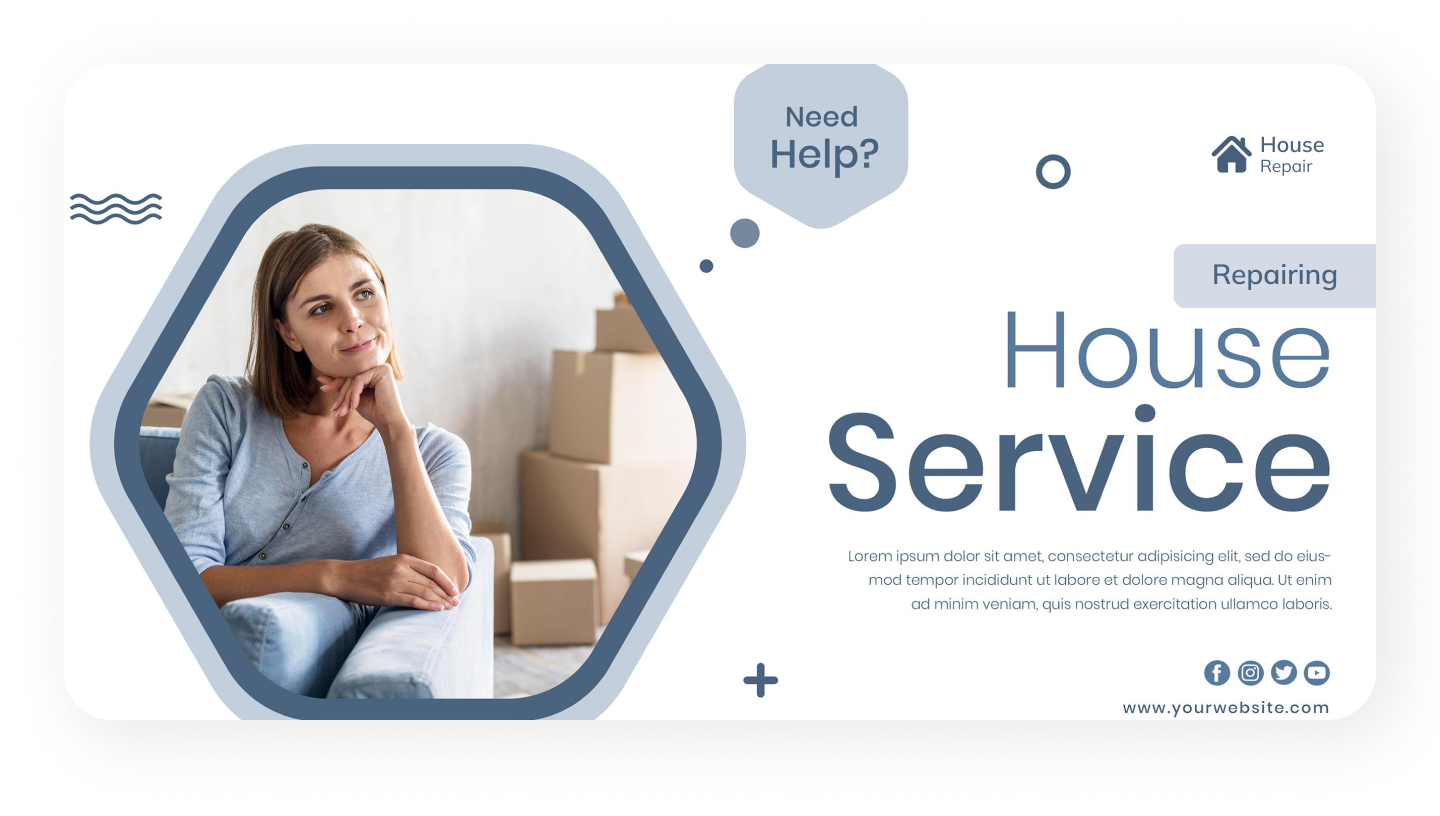 Need
Help?
House
Repair
Repairing
House
Service
Lorem ipsum dolor sit amet, consectetur adipisicing elit, sed do eius-
mod tempor incididunt ut labore et dolore magna aliqua. Ut enim
ad minim veniam, quis nostrud exercitation ullamco laboris.
www.yourwebsite.com